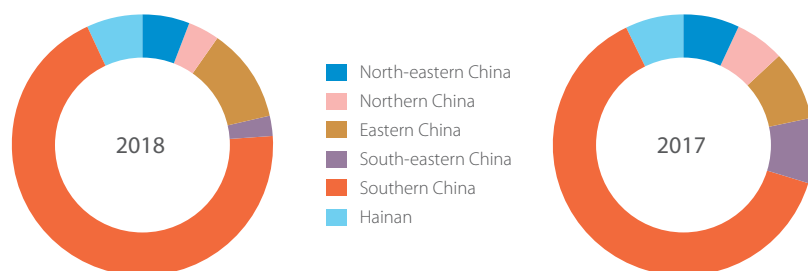 2018
North-eastern China
Northern China
Eastern China
South-eastern China
Southern China
Hainan
2017